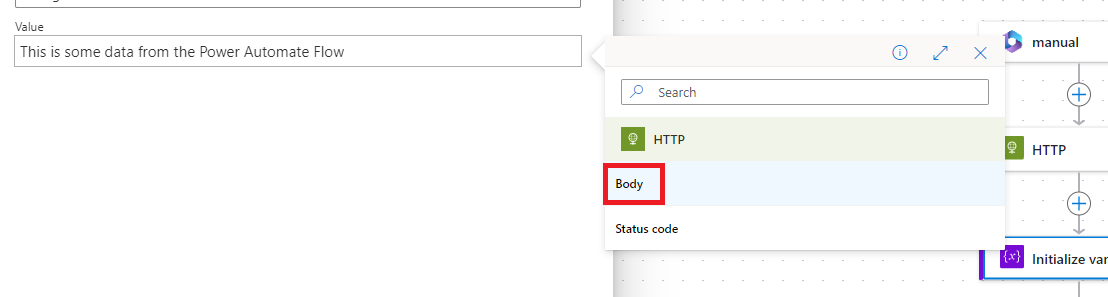 Value
This is some data from the Power Automate Flow
Search
HTTP
Body
Status code
manual
HTTP
{x} Initialize var